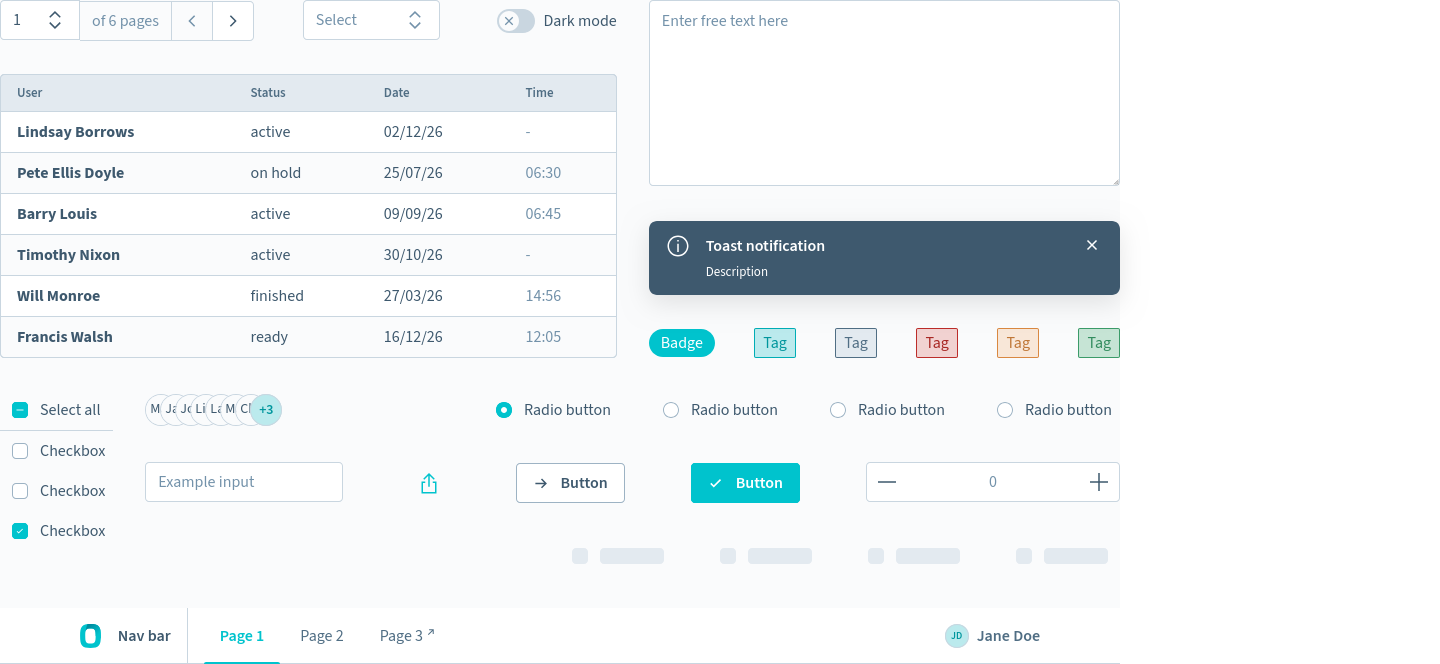 1 of 6 pages Select Dark mode
Enter free text here
User Status Date Time
Lindsay Borrows active 02/12/26 -
Pete Ellis Doyle on hold 25/07/26 06:30
Barry Louis active 09/09/26 06:45
Timothy Nixon active 30/10/26 -
Will Monroe finished 27/03/26 14:56
Francis Walsh ready 16/12/26 12:05
Toast notification
Description
Badge Tag Tag Tag Tag Tag
Select all
M Ja Jo Li La M +3
Radio button Radio button Radio button Radio button
Checkbox
Checkbox
Checkbox
Example input Button Button 0
Nav bar Page 1 Page 2 Page 3 ↗ JD Jane Doe